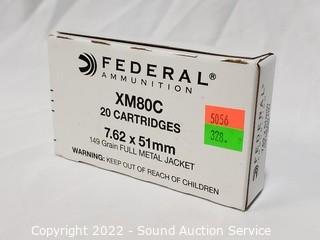 FEDERAL®
AMMUNITION
XM80C
20 CARTRIDGES
7.62 x 51mm
149 Grain FULL METAL JACKET
WARNING: KEEP OUT OF REACH OF CHILDREN
5056
328.
Copyright 2022 - Sound Auction Service